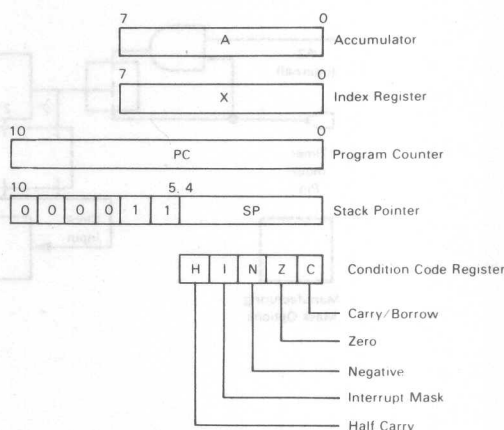 7 0
A Accumulator
7 0
X Index Register
10 0
PC Program Counter
10 5 4
0 0 0 0 1 1 SP Stack Pointer
H I N Z C Condition Code Register
Carry/Borrow
Zero
Negative
Interrupt Mask
Half Carry